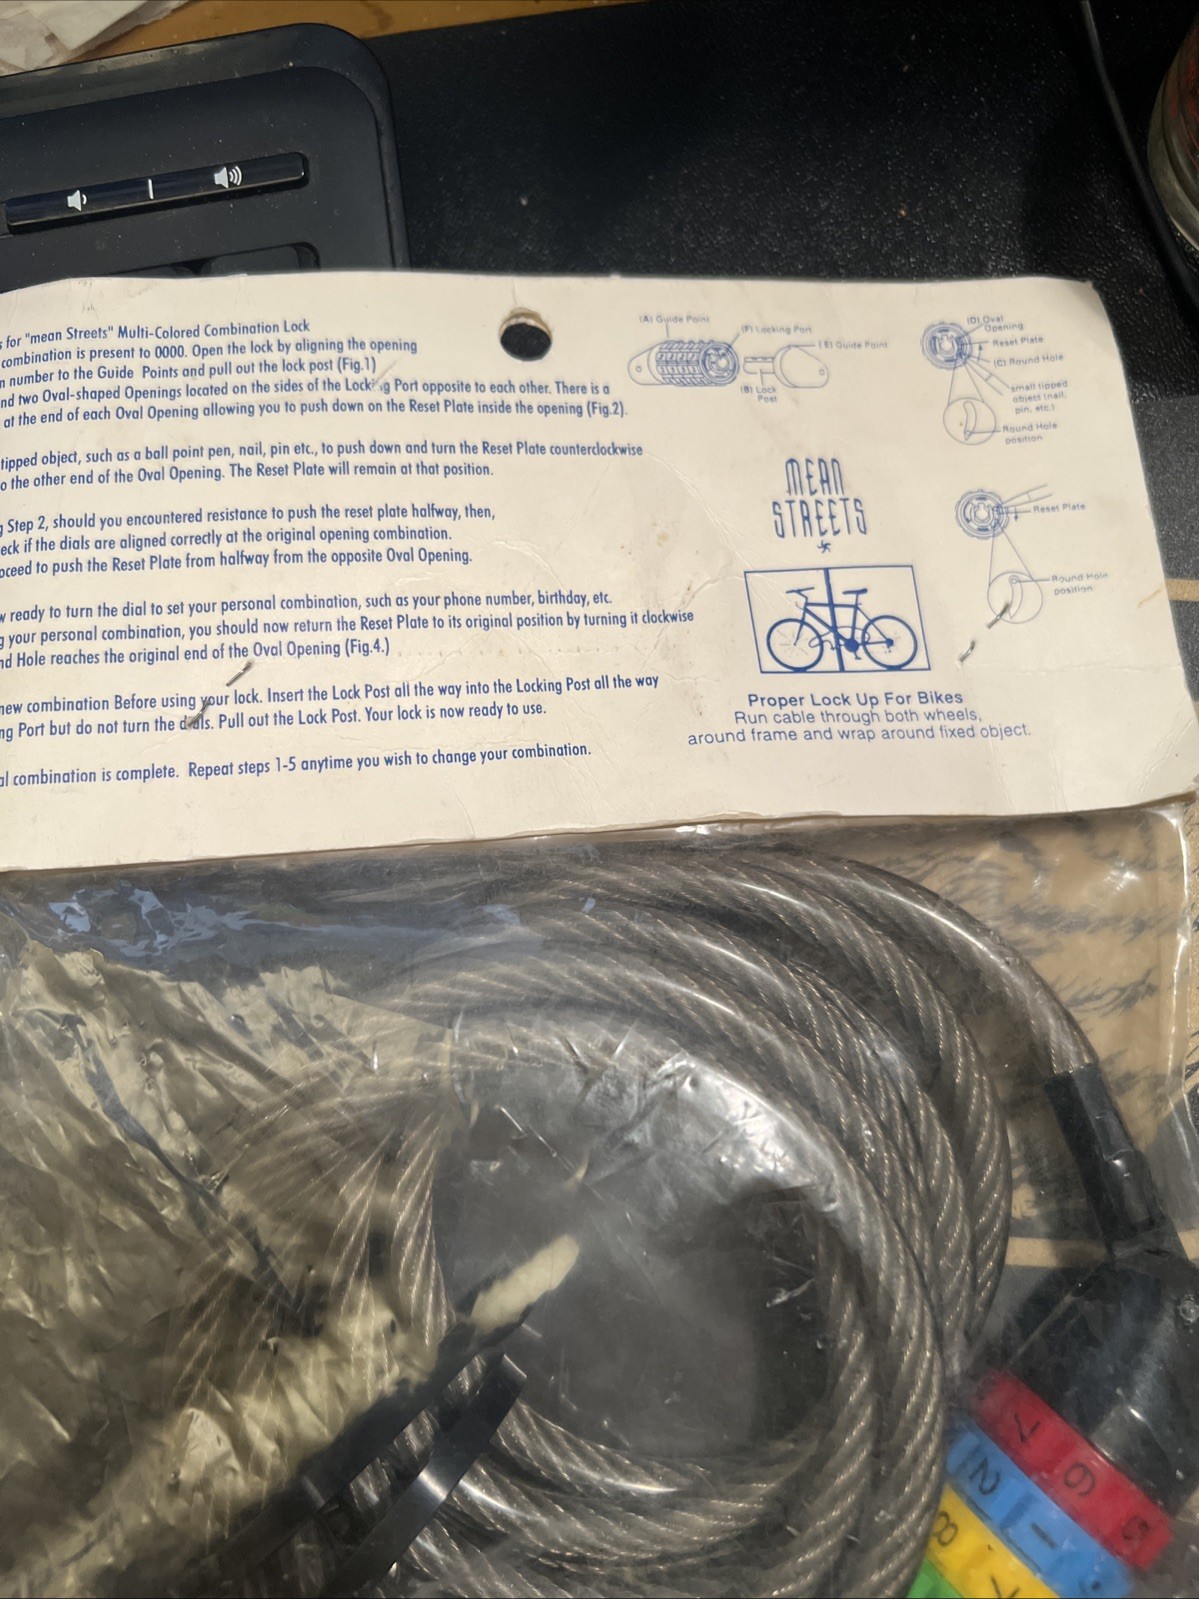 for "mean Streets" Multi-Colored Combination Lock
combination is present to 0000. Open the lock by aligning the opening
number to the Guide Points and pull out the lock post (Fig.1)
two Oval-shaped Openings located on the sides of the Locking Port opposite to each other. There is a
at the end of each Oval Opening allowing you to push down on the Reset Plate inside the opening (Fig.2).
tipped object, such as a ball point pen, nail, pin etc., to push down and turn the Reset Plate counterclockwise
the other end of the Oval Opening. The Reset Plate will remain at that position.
Step 2, should you encountered resistance to push the reset plate halfway, then,
if the dials are aligned correctly at the original opening combination.
to push the Reset Plate from halfway from the opposite Oval Opening.
ready to turn the dial to set your personal combination, such as your phone number, birthday, etc.
your personal combination, you should now return the Reset Plate to its original position by turning it clockwise
Hole reaches the original end of the Oval Opening (Fig.4.)
new combination Before using your lock. Insert the Lock Post all the way into the Locking Post all the way
Port but do not turn the dials. Pull out the Lock Post. Your lock is now ready to use.
combination is complete. Repeat steps 1-5 anytime you wish to change your combination.
(A) Guide Point
(F) Locking Port
(E) Guide Point
(B) Lock
Post
(D) Oval
Opening
Reset Plate
(C) Round Hole
small tipped
object (nail,
pin, etc.)
Round Hole
position
MEAN
STREETS
Reset Plate
Round Hole
position
Proper Lock Up For Bikes
Run cable through both wheels,
around frame and wrap around fixed object.
7 6 5
2 1
8 7